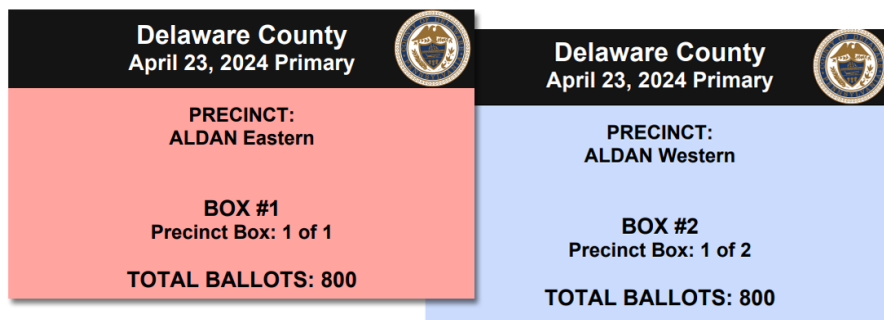 Delaware County
April 23, 2024 Primary
PRECINCT:
ALDAN Eastern
BOX #1
Precinct Box: 1 of 1
TOTAL BALLOTS: 800
Delaware County
April 23, 2024 Primary
PRECINCT:
ALDAN Western
BOX #2
Precinct Box: 1 of 2
TOTAL BALLOTS: 800